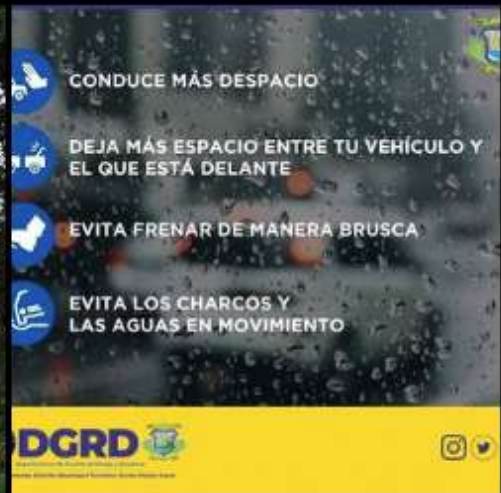 CONDUCE MÁS DESPACIO
DEJA MÁS ESPACIO ENTRE TU VEHÍCULO Y
EL QUE ESTÁ DELANTE
EVITA FRENAR DE MANERA BRUSCA
EVITA LOS CHARCOS Y
LAS AGUAS EN MOVIMIENTO
DGRD